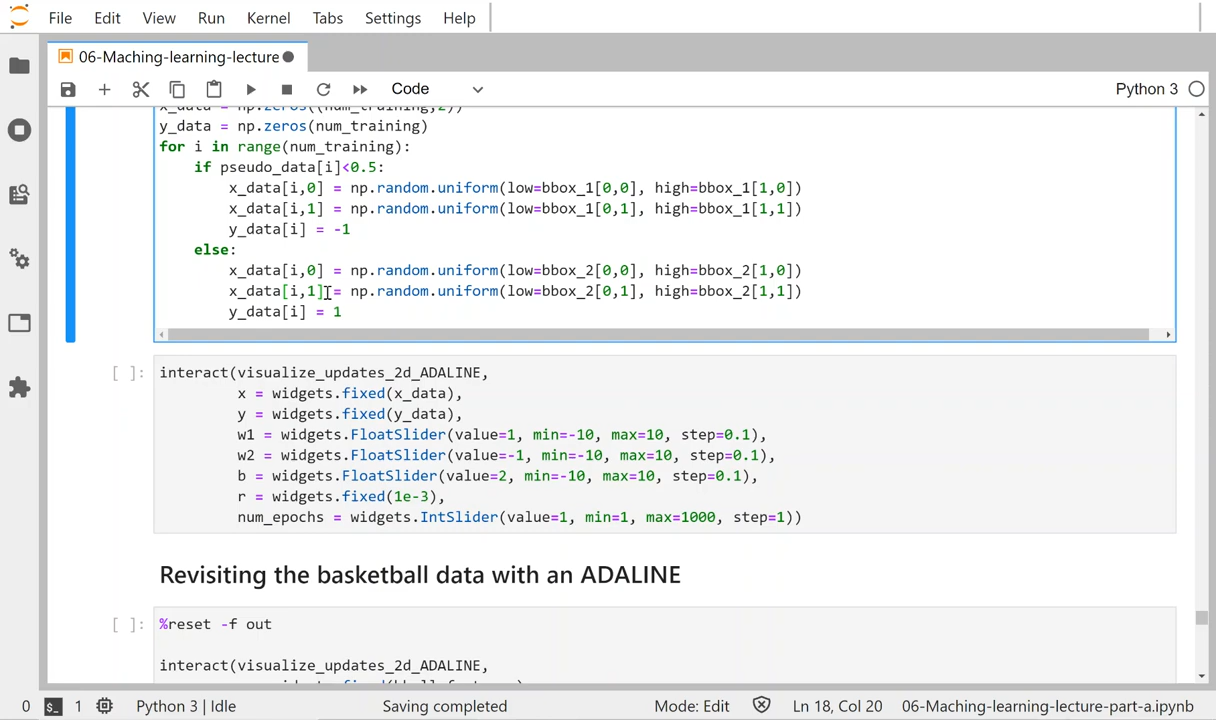 File Edit View Run Kernel Tabs Settings Help
06-Maching-learning-lecture
Code
Python 3
x_data = np.zeros((num_training,2))
y_data = np.zeros(num_training)
for i in range(num_training):
if pseudo_data[i]<0.5:
x_data[i,0] = np.random.uniform(low=bbox_1[0,0], high=bbox_1[1,0])
x_data[i,1] = np.random.uniform(low=bbox_1[0,1], high=bbox_1[1,1])
y_data[i] = -1
else:
x_data[i,0] = np.random.uniform(low=bbox_2[0,0], high=bbox_2[1,0])
x_data[i,1] = np.random.uniform(low=bbox_2[0,1], high=bbox_2[1,1])
y_data[i] = 1
[ ]:
interact(visualize_updates_2d_ADALINE,
x = widgets.fixed(x_data),
y = widgets.fixed(y_data),
w1 = widgets.FloatSlider(value=1, min=-10, max=10, step=0.1),
w2 = widgets.FloatSlider(value=-1, min=-10, max=10, step=0.1),
b = widgets.FloatSlider(value=2, min=-10, max=10, step=0.1),
r = widgets.fixed(1e-3),
num_epochs = widgets.IntSlider(value=1, min=1, max=1000, step=1))
Revisiting the basketball data with an ADALINE
[ ]:
%reset -f out
interact(visualize_updates_2d_ADALINE,
0 $_ 1 Python 3 | Idle Saving completed Mode: Edit Ln 18, Col 20 06-Maching-learning-lecture-part-a.ipynb